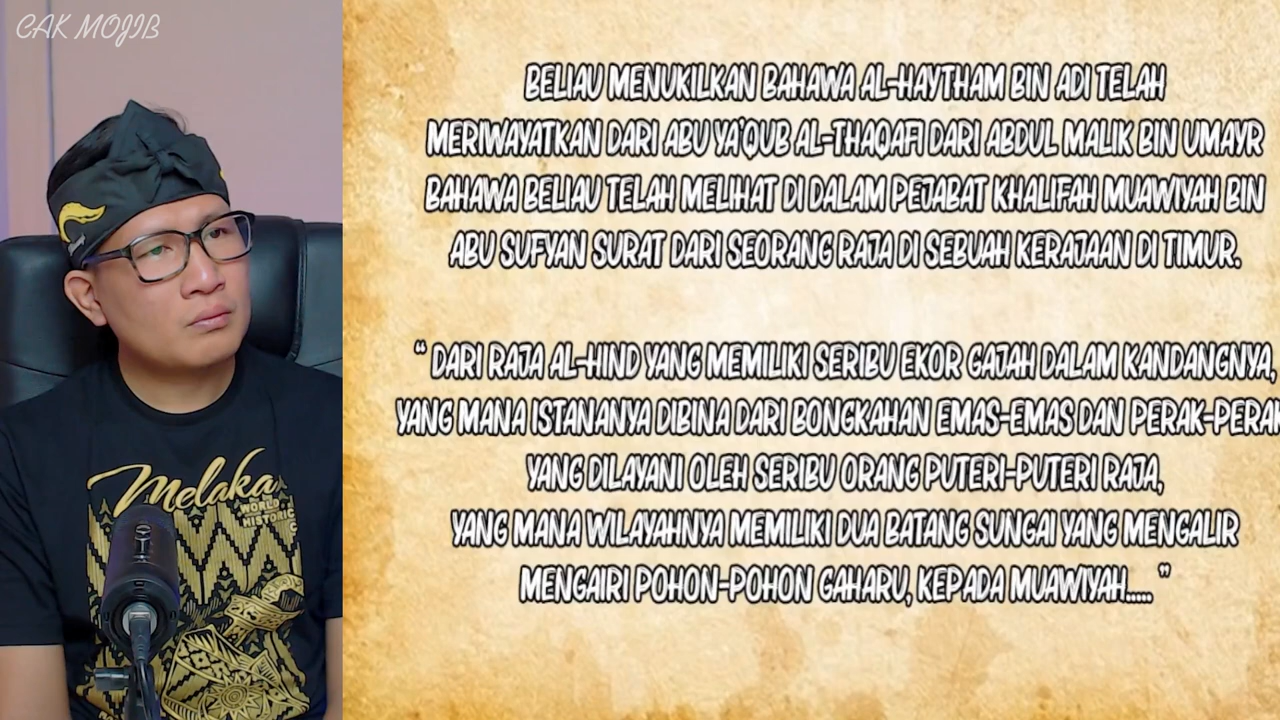 CAK MOJIB
BELIAU MENUKILKAN BAHAWA AL-HAYTHAM BIN ADI TELAH
MERIWAYATKAN DARI ABU YA'QUB AL-THAQAFI DARI ABDUL MALIK BIN UMAYR
BAHAWA BELIAU TELAH MELIHAT DI DALAM PEJABAT KHALIFAH MUAWIYAH BIN
ABU SUFYAN SURAT DARI SEORANG RAJA DI SEBUAH KERAJAAN DI TIMUR.
“ DARI RAJA AL-HIND YANG MEMILIKI SERIBU EKOR GAJAH DALAM KANDANGNYA,
YANG MANA ISTANANYA DIBINA DARI BONGKAHAN EMAS-EMAS DAN PERAK-PERAK
YANG DILAYANI OLEH SERIBU ORANG PUTERI-PUTERI RAJA,
YANG MANA WILAYAHNYA MEMILIKI DUA BATANG SUNGAI YANG MENGALIR
MENGAIRI POHON-POHON GAHARU, KEPADA MUAWIYAH..... ”
Melaka
WORLD
HISTORIC
C